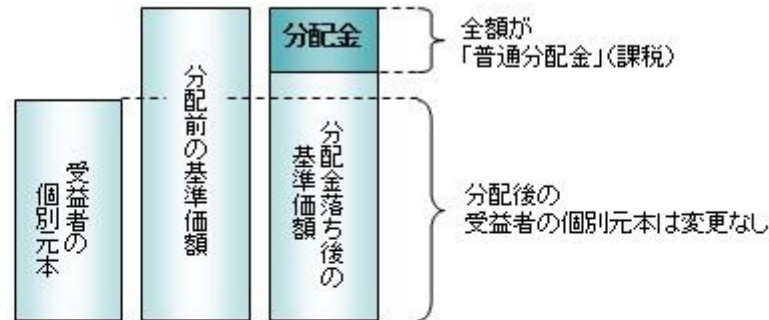 受益者の
個別元本
分配前の基準価額
分配金
分配金落ち後の
基準価額
全額が
「普通分配金」(課税)
分配後の
受益者の個別元本は変更なし